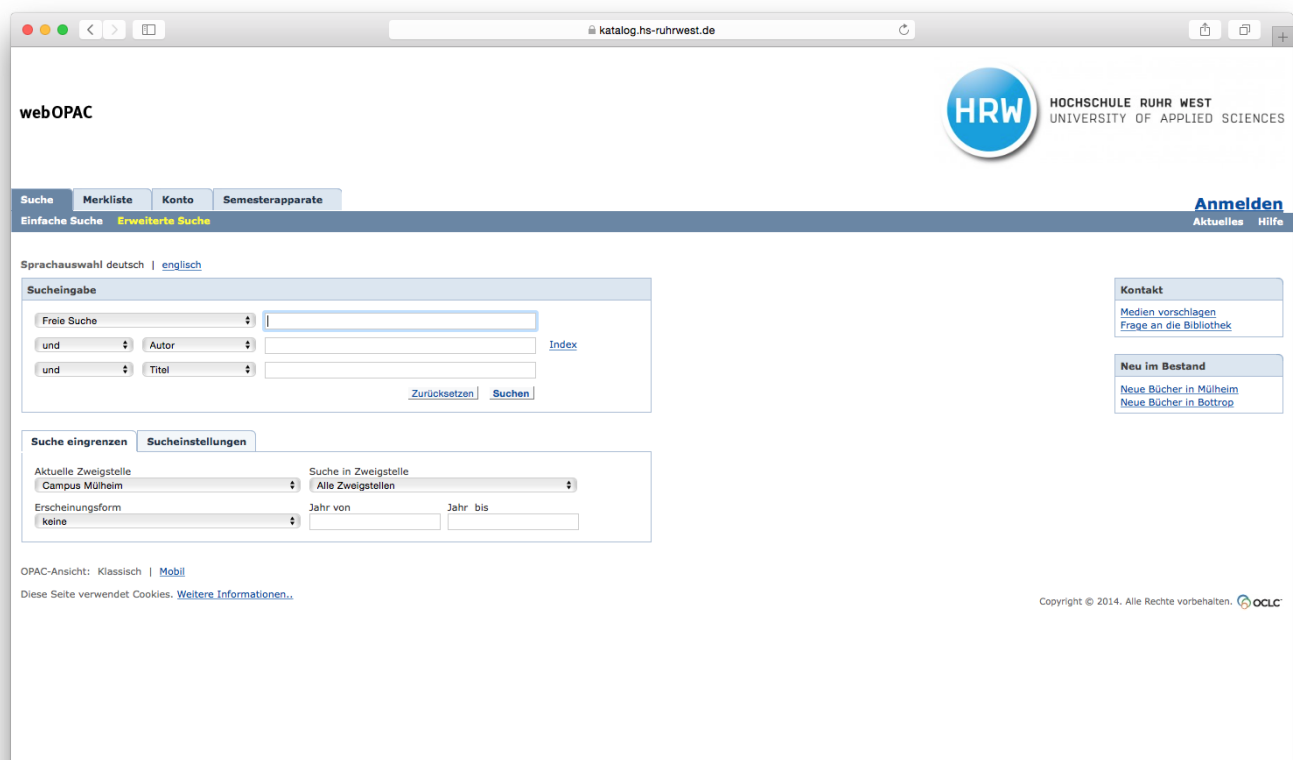 katalog.hs-ruhrwest.de
webOPAC
HRW
HOCHSCHULE RUHR WEST
UNIVERSITY OF APPLIED SCIENCES
Suche Merkliste Konto Semesterapparate
Anmelden
Einfache Suche Erweiterte Suche
Aktuelles Hilfe
Sprachauswahl deutsch | englisch
Sucheingabe
Freie Suche
und Autor Index
und Titel
Zurücksetzen Suchen
Kontakt
Medien vorschlagen
Frage an die Bibliothek
Neu im Bestand
Neue Bücher in Mülheim
Neue Bücher in Bottrop
Suche eingrenzen Sucheinstellungen
Aktuelle Zweigstelle Suche in Zweigstelle
Campus Mülheim Alle Zweigstellen
Erscheinungsform Jahr von Jahr bis
keine
OPAC-Ansicht: Klassisch | Mobil
Diese Seite verwendet Cookies. Weitere Informationen..
Copyright © 2014. Alle Rechte vorbehalten. OCLC